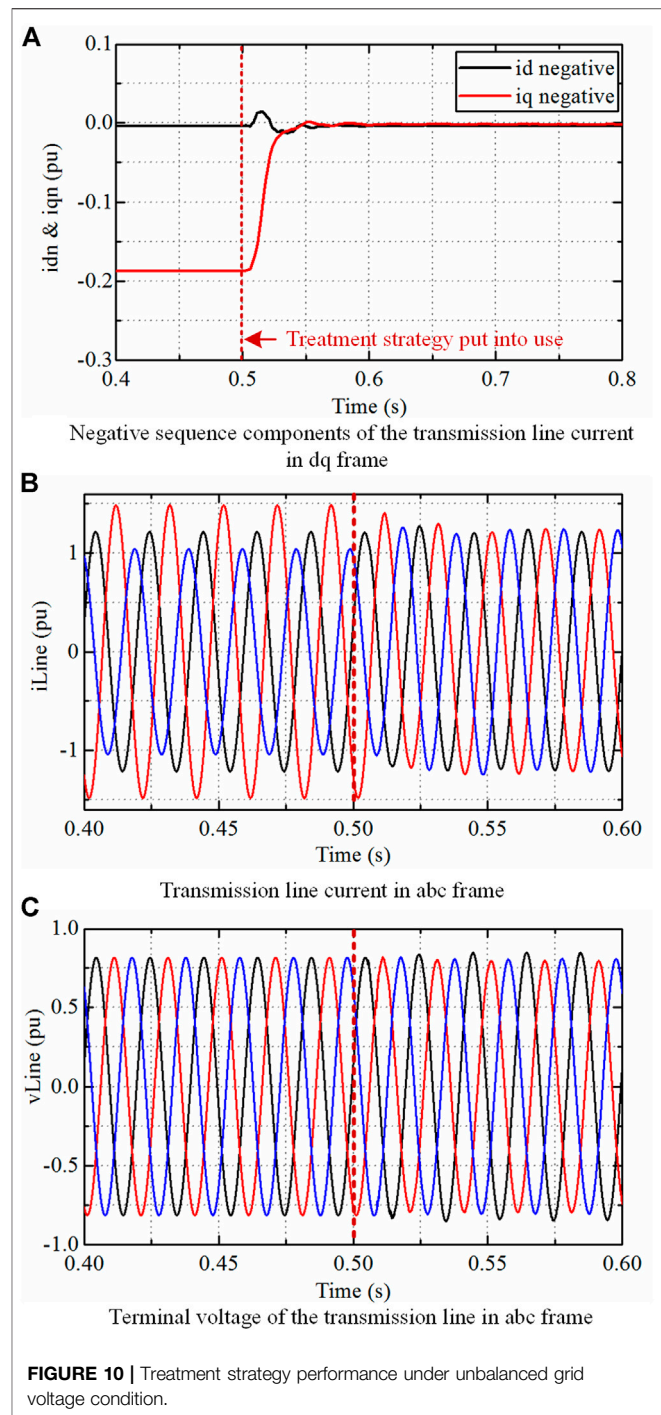 A
0.1
0.0
-0.1
-0.2
-0.3
idn & iqn (pu)
id negative
iq negative
Treatment strategy put into use
0.4
0.5
0.6
0.7
0.8
Time (s)
Negative sequence components of the transmission line current
in dq frame
B
1
0
-1
iLine (pu)
0.40
0.45
0.50
0.55
0.60
Time (s)
Transmission line current in abc frame
C
1.0
0.5
0.0
-0.5
-1.0
vLine (pu)
0.40
0.45
0.50
0.55
0.60
Time (s)
Terminal voltage of the transmission line in abc frame
FIGURE 10 | Treatment strategy performance under unbalanced grid
voltage condition.